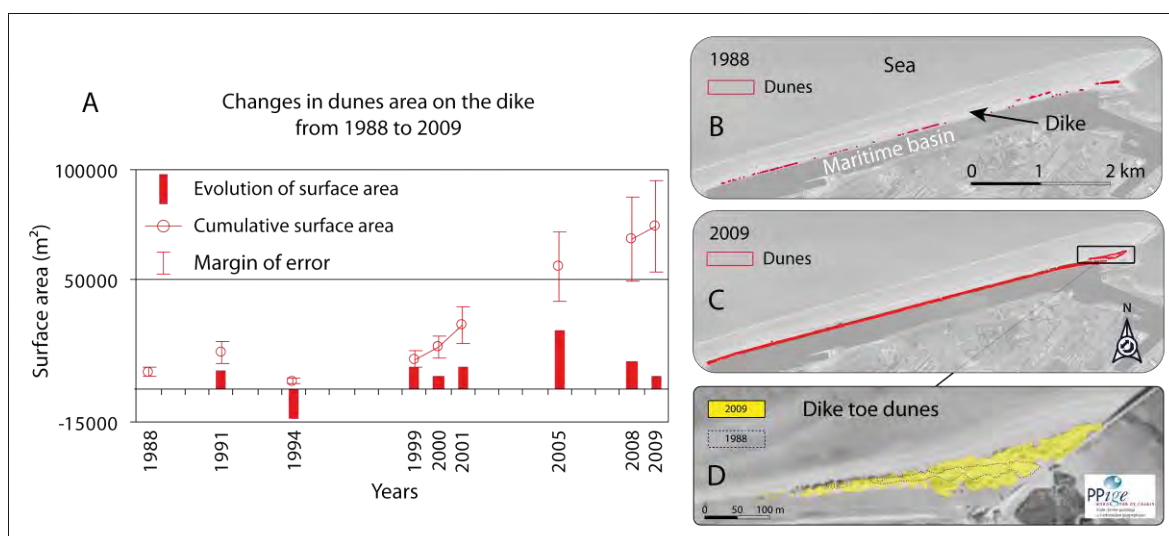 A
Changes in dunes area on the dike
from 1988 to 2009
Surface area (m²)
100000
50000
-15000
Evolution of surface area
Cumulative surface area
Margin of error
1988
1991
1994
1999
2000
2001
2005
2008
2009
Years
1988
Dunes
B
Sea
Dike
Maritime basin
0 1 2 km
2009
Dunes
C
N
2009
1988
Dike toe dunes
D
0 50 100 m
PPige